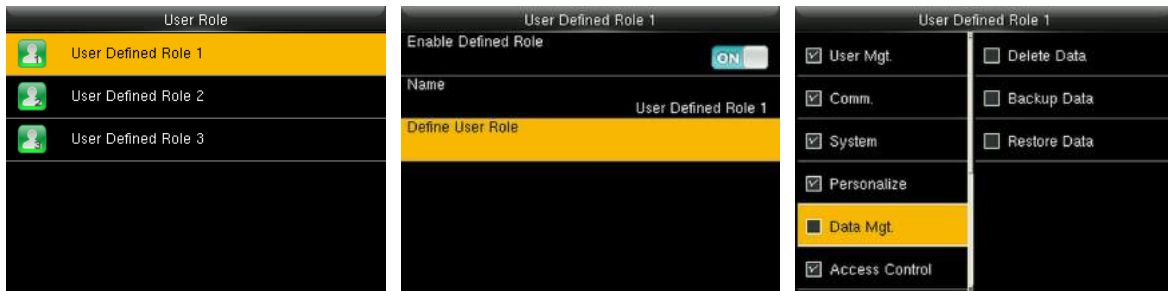 User Role
User Defined Role 1
User Defined Role 2
User Defined Role 3
User Defined Role 1
Enable Defined Role
ON
Name
User Defined Role 1
Define User Role
User Defined Role 1
User Mgt.
Comm.
System
Personalize
Data Mgt.
Access Control
Delete Data
Backup Data
Restore Data